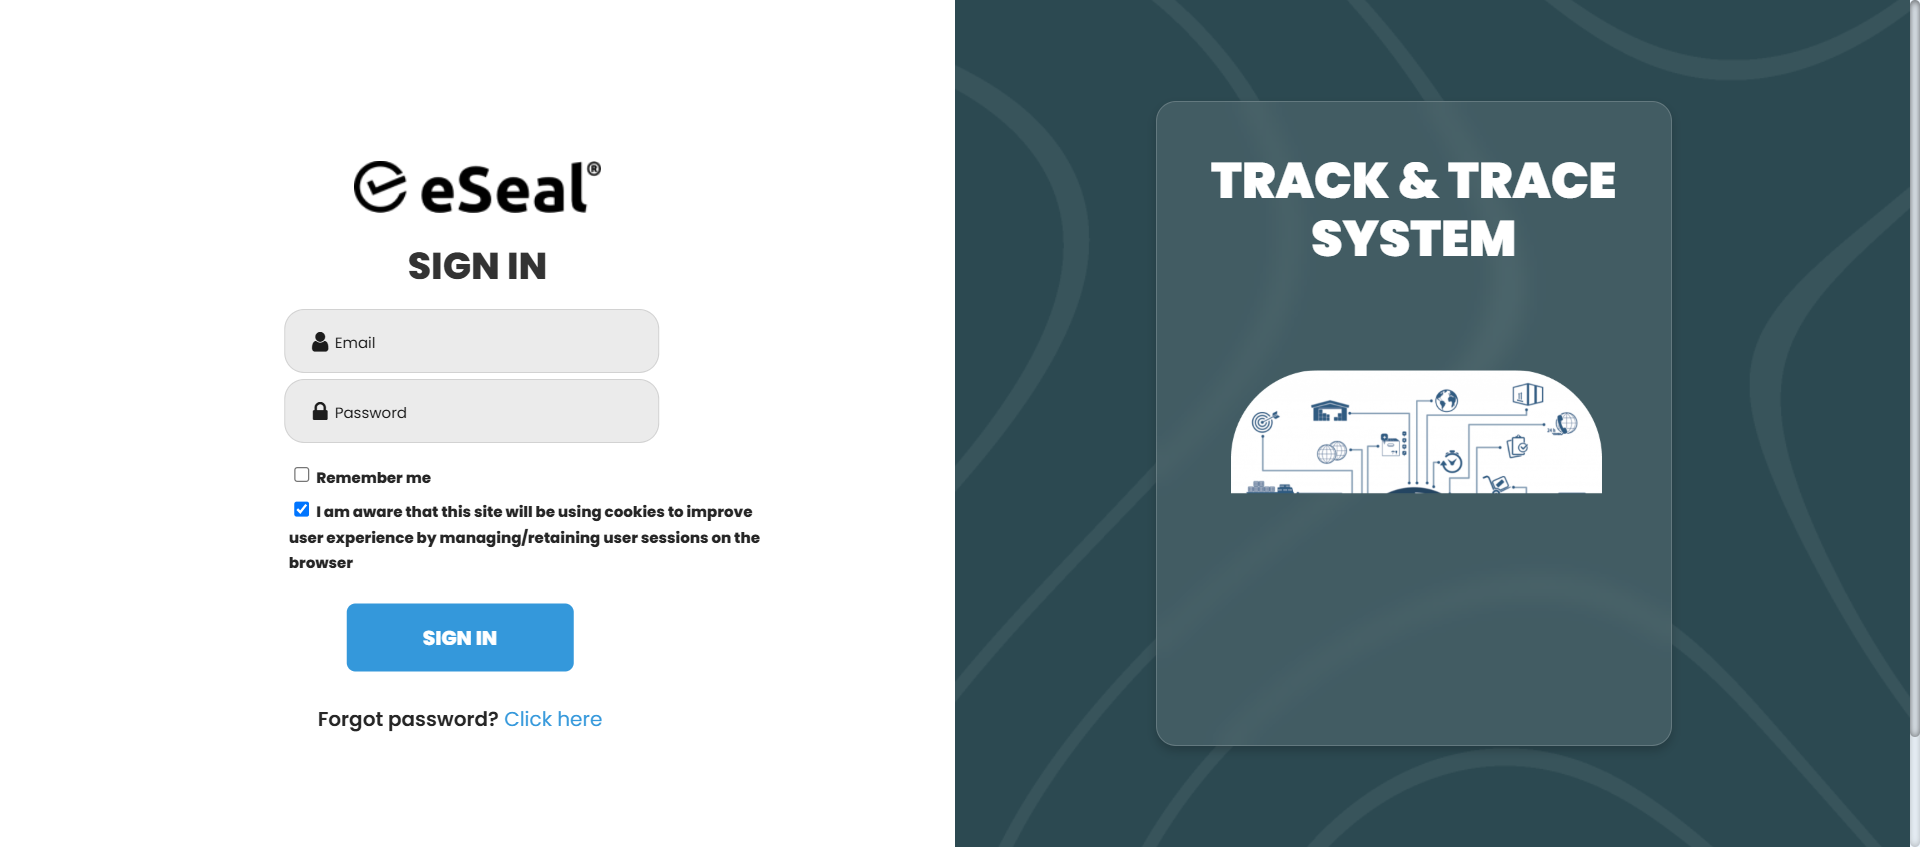 eSeal®
SIGN IN
Email
Password
Remember me
I am aware that this site will be using cookies to improve
user experience by managing/retaining user sessions on the
browser
SIGN IN
Forgot password? Click here
TRACK & TRACE
SYSTEM